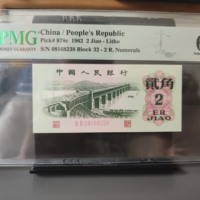 PMG
China / People's Republic
Pick# 878c 1962 2 Jiao - Litho
S/N 08168238 Block 32 - 2 R. Numerals
中国人民银行
贰角
2
ER
JIAO